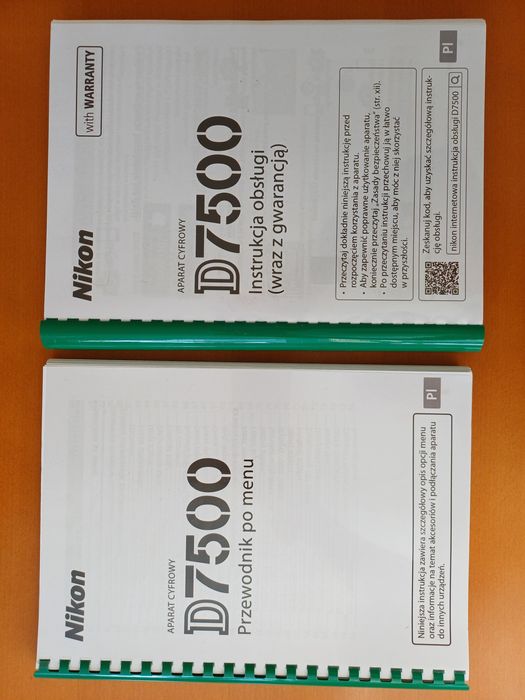 Nikon
with WARRANTY
APARAT CYFROWY
D7500
Instrukcja obsługi
(wraz z gwarancją)
• Przeczytaj dokładnie niniejszą instrukcję przed
rozpoczęciem korzystania z aparatu.
• Aby zapewnić poprawne użytkowanie aparatu,
koniecznie przeczytaj „Zasady bezpieczeństwa” (str. xii).
• Po przeczytaniu instrukcji przechowuj ją w łatwo
dostępnym miejscu, aby móc z niej skorzystać
w przyszłości.
Zeskanuj kod, aby uzyskać szczegółową instruk-
cję obsługi.
nikon internetowa instrukcja obsługi D7500
Pl
Nikon
APARAT CYFROWY
D7500
Przewodnik po menu
Niniejsza instrukcja zawiera szczegółowy opis opcji menu
oraz informacje na temat akcesoriów i podłączania aparatu
do innych urządzeń.
Pl